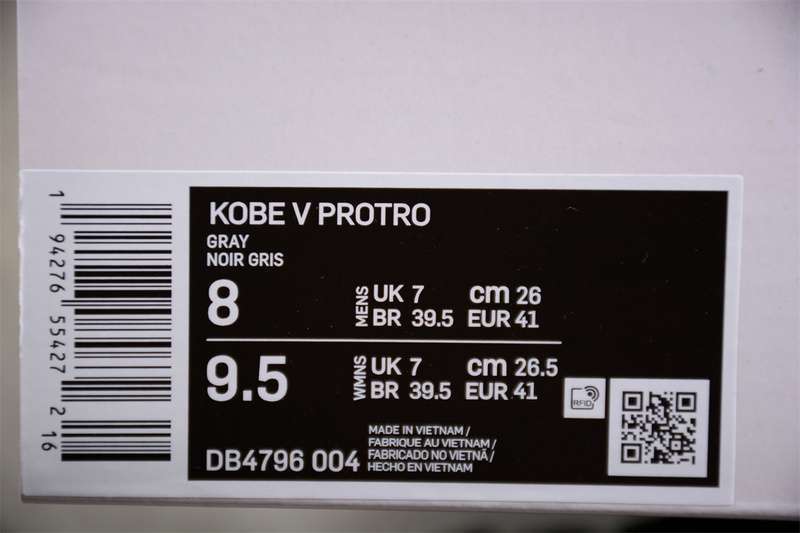 1 94276 55427 2 16
KOBE V PROTRO
GRAY
NOIR GRIS
8 MENS UK 7 cm 26
BR 39.5 EUR 41
9.5 WMNS UK 7 cm 26.5
BR 39.5 EUR 41
RFID
DB4796 004
MADE IN VIETNAM /
FABRIQUE AU VIETNAM /
FABRICADO NO VIETNÃ /
HECHO EN VIETNAM